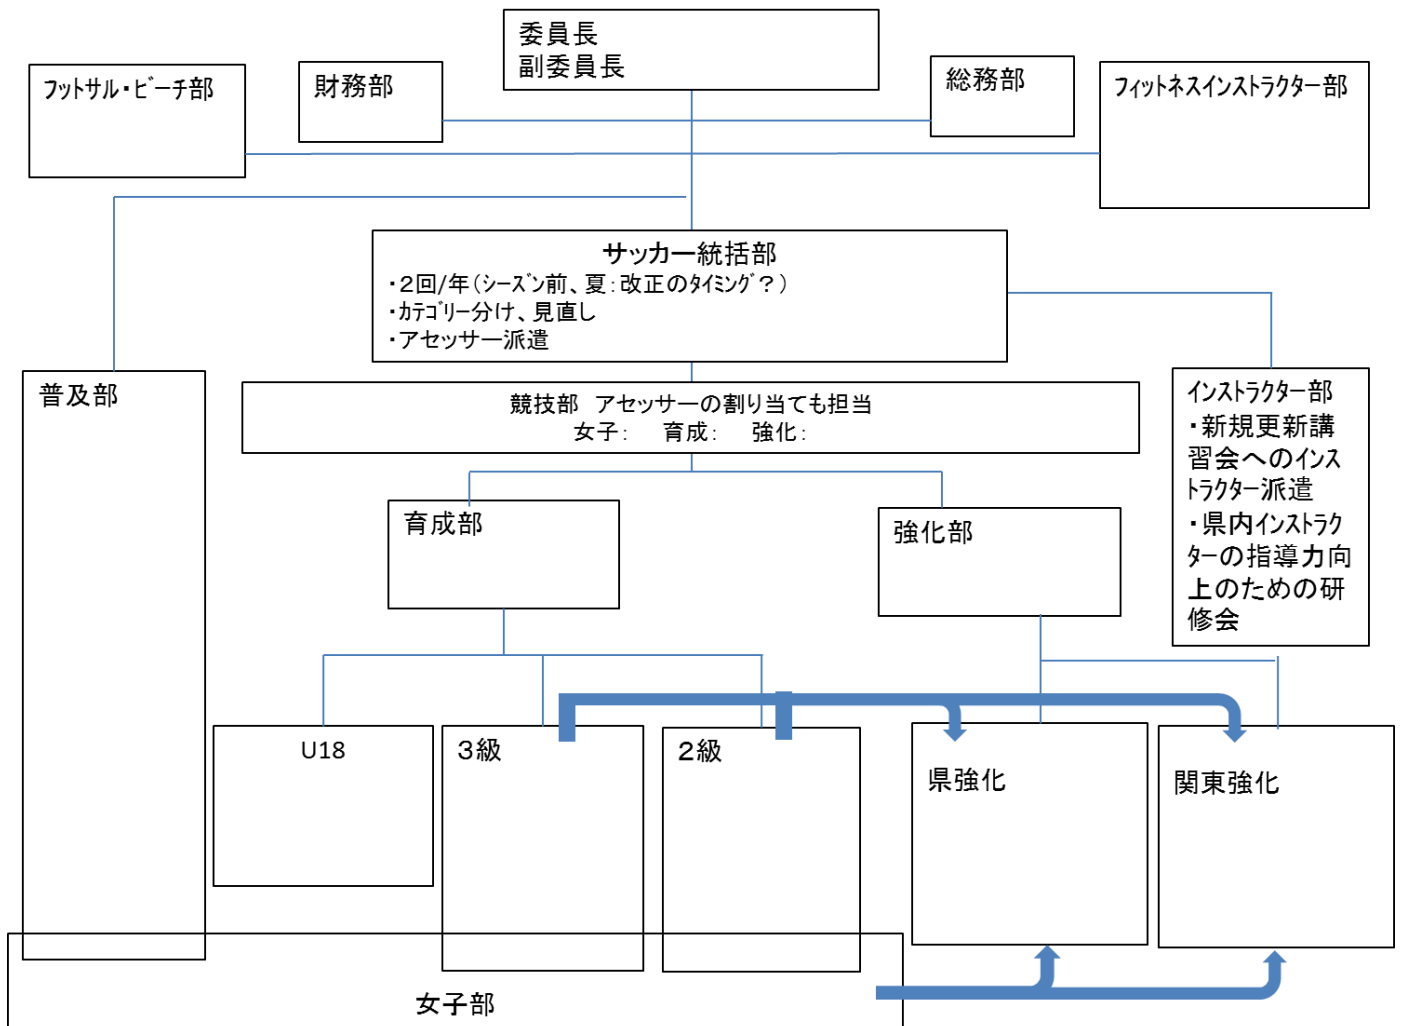 委員長
副委員長
フットサル・ビーチ部
財務部
総務部
フィットネスインストラクター部
サッカー統括部
・２回/年(シーズン前、夏:改正のタイミング?)
・カテゴリー分け、見直し
・アセッサー派遣
普及部
競技部 アセッサーの割り当ても担当
女子: 育成: 強化:
インストラクター部
・新規更新講
習会へのインス
トラクター派遣
・県内インストラク
ターの指導力向
上のための研
修会
育成部
強化部
U18
３級
２級
県強化
関東強化
女子部